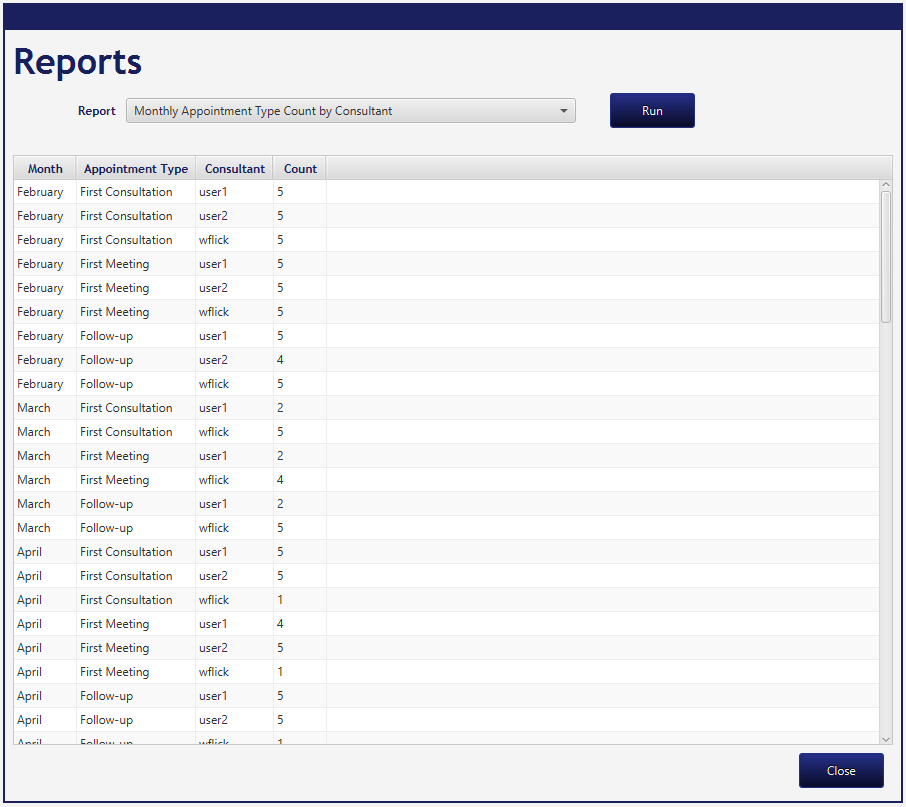 Reports
Report Monthly Appointment Type Count by Consultant Run
Month Appointment Type Consultant Count
February First Consultation user1 5
February First Consultation user2 5
February First Consultation wflick 5
February First Meeting user1 5
February First Meeting user2 5
February First Meeting wflick 5
February Follow-up user1 5
February Follow-up user2 4
February Follow-up wflick 5
March First Consultation user1 2
March First Consultation wflick 5
March First Meeting user1 2
March First Meeting wflick 4
March Follow-up user1 2
March Follow-up wflick 5
April First Consultation user1 5
April First Consultation user2 5
April First Consultation wflick 1
April First Meeting user1 4
April First Meeting user2 5
April First Meeting wflick 1
April Follow-up user1 5
April Follow-up user2 5
April Follow-up wflick 1
Close